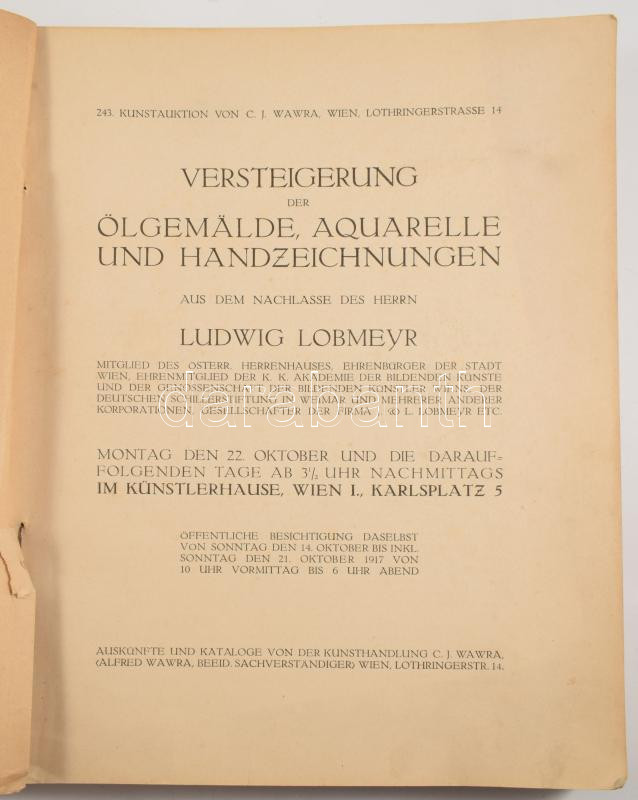 243. KUNSTAUKTION VON C. J. WAWRA, WIEN, LOTHRINGERSTRASSE 14
VERSTEIGERUNG
DER
ÖLGEMÄLDE, AQUARELLE
UND HANDZEICHNUNGEN
AUS DEM NACHLASSE DES HERRN
LUDWIG LOBMEYR
MITGLIED DES ÖSTERR. HERRENHAUSES, EHRENBÜRGER DER STADT
WIEN, EHRENMITGLIED DER K. K. AKADEMIE DER BILDENDEN KÜNSTE
UND DER GENOSSENSCHAFT DER BILDENDEN KÜNSTLER WIENS, DER
DEUTSCHEN SCHILLERSTIFTUNG IN WEIMAR UND MEHRERER ANDERER
KORPORATIONEN, GESELLSCHAFTER DER FIRMA J. & L. LOBMEYR ETC.
darabanth
MONTAG DEN 22. OKTOBER UND DIE DARAUF=
FOLGENDEN TAGE AB 3½ UHR NACHMITTAGS
IM KÜNSTLERHAUSE, WIEN I., KARLSPLATZ 5
ÖFFENTLICHE BESICHTIGUNG DASELBST
VON SONNTAG DEN 14. OKTOBER BIS INKL.
SONNTAG DEN 21. OKTOBER 1917 VON
10 UHR VORMITTAG BIS 6 UHR ABEND
AUSKÜNFTE UND KATALOGE VON DER KUNSTHANDLUNG C. J. WAWRA,
(ALFRED WAWRA, BEEID. SACHVERSTÄNDIGER) WIEN, LOTHRINGERSTR. 14.